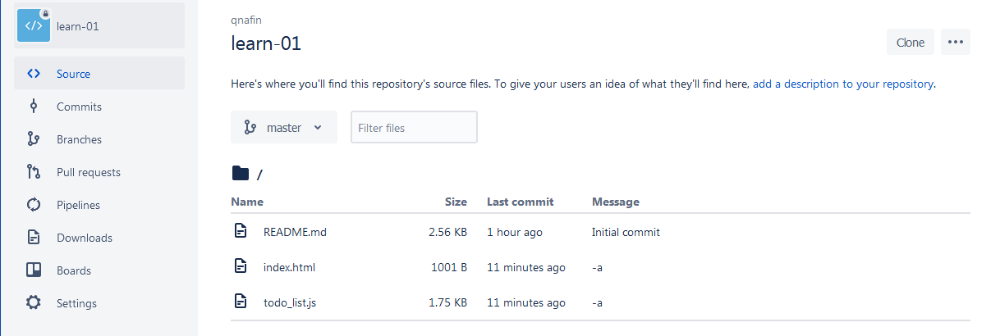 learn-01
Source
Commits
Branches
Pull requests
Pipelines
Downloads
Boards
Settings
qnafin
learn-01
Clone
Here's where you'll find this repository's source files. To give your users an idea of what they'll find here, add a description to your repository.
master
Filter files
/
Name Size Last commit Message
README.md 2.56 KB 1 hour ago Initial commit
index.html 1001 B 11 minutes ago -a
todo_list.js 1.75 KB 11 minutes ago -a